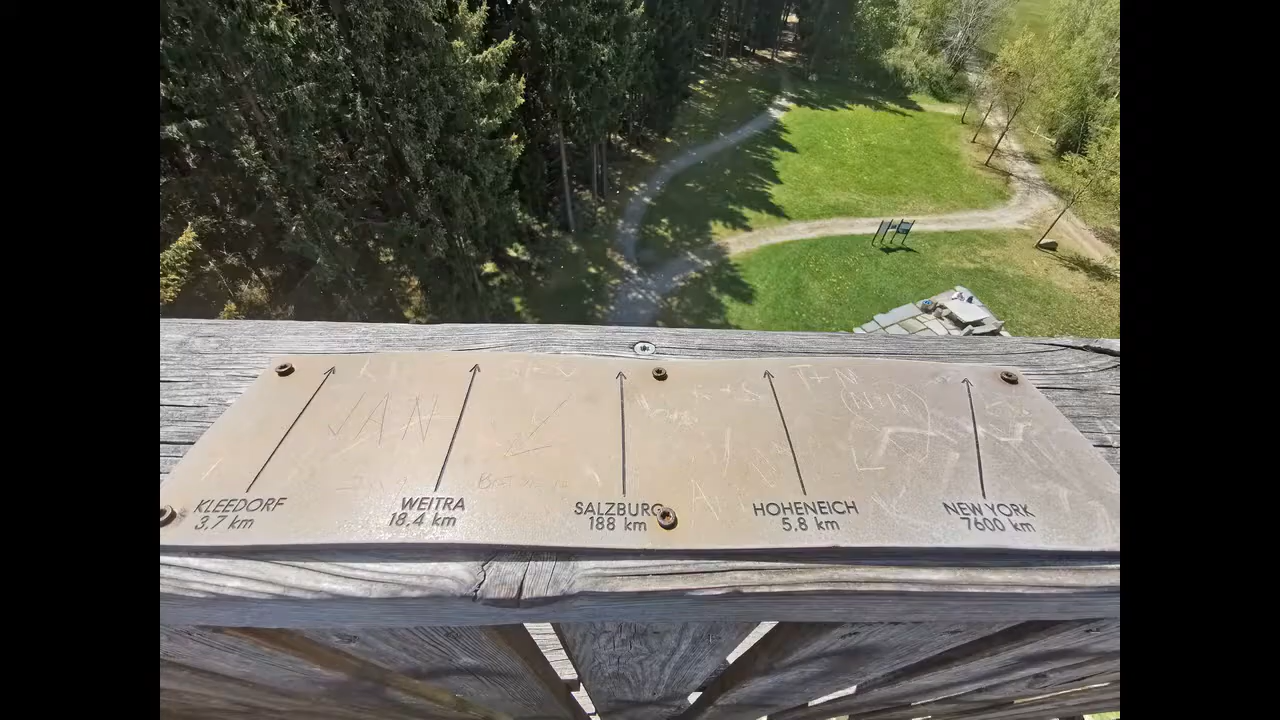 KLEEDORF
3,7 km
WEITRA
18,4 km
SALZBURG
188 km
HOHENEICH
5,8 km
NEW YORK
7600 km
JAN
T+N